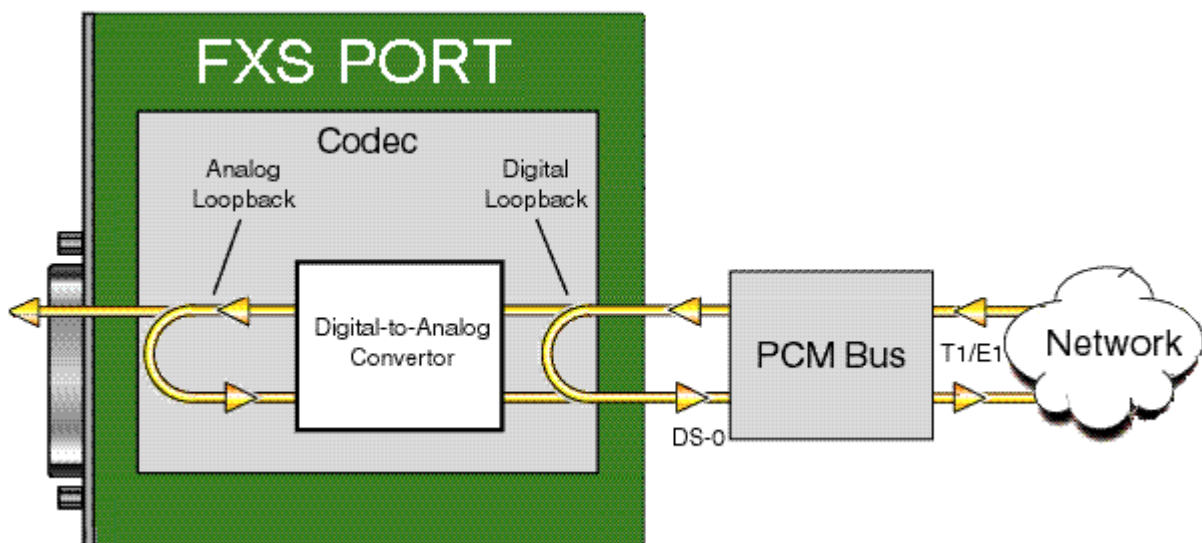 FXS PORT
Codec
Analog
Loopback
Digital
Loopback
Digital-to-Analog
Convertor
PCM Bus
DS-0
T1/E1
Network